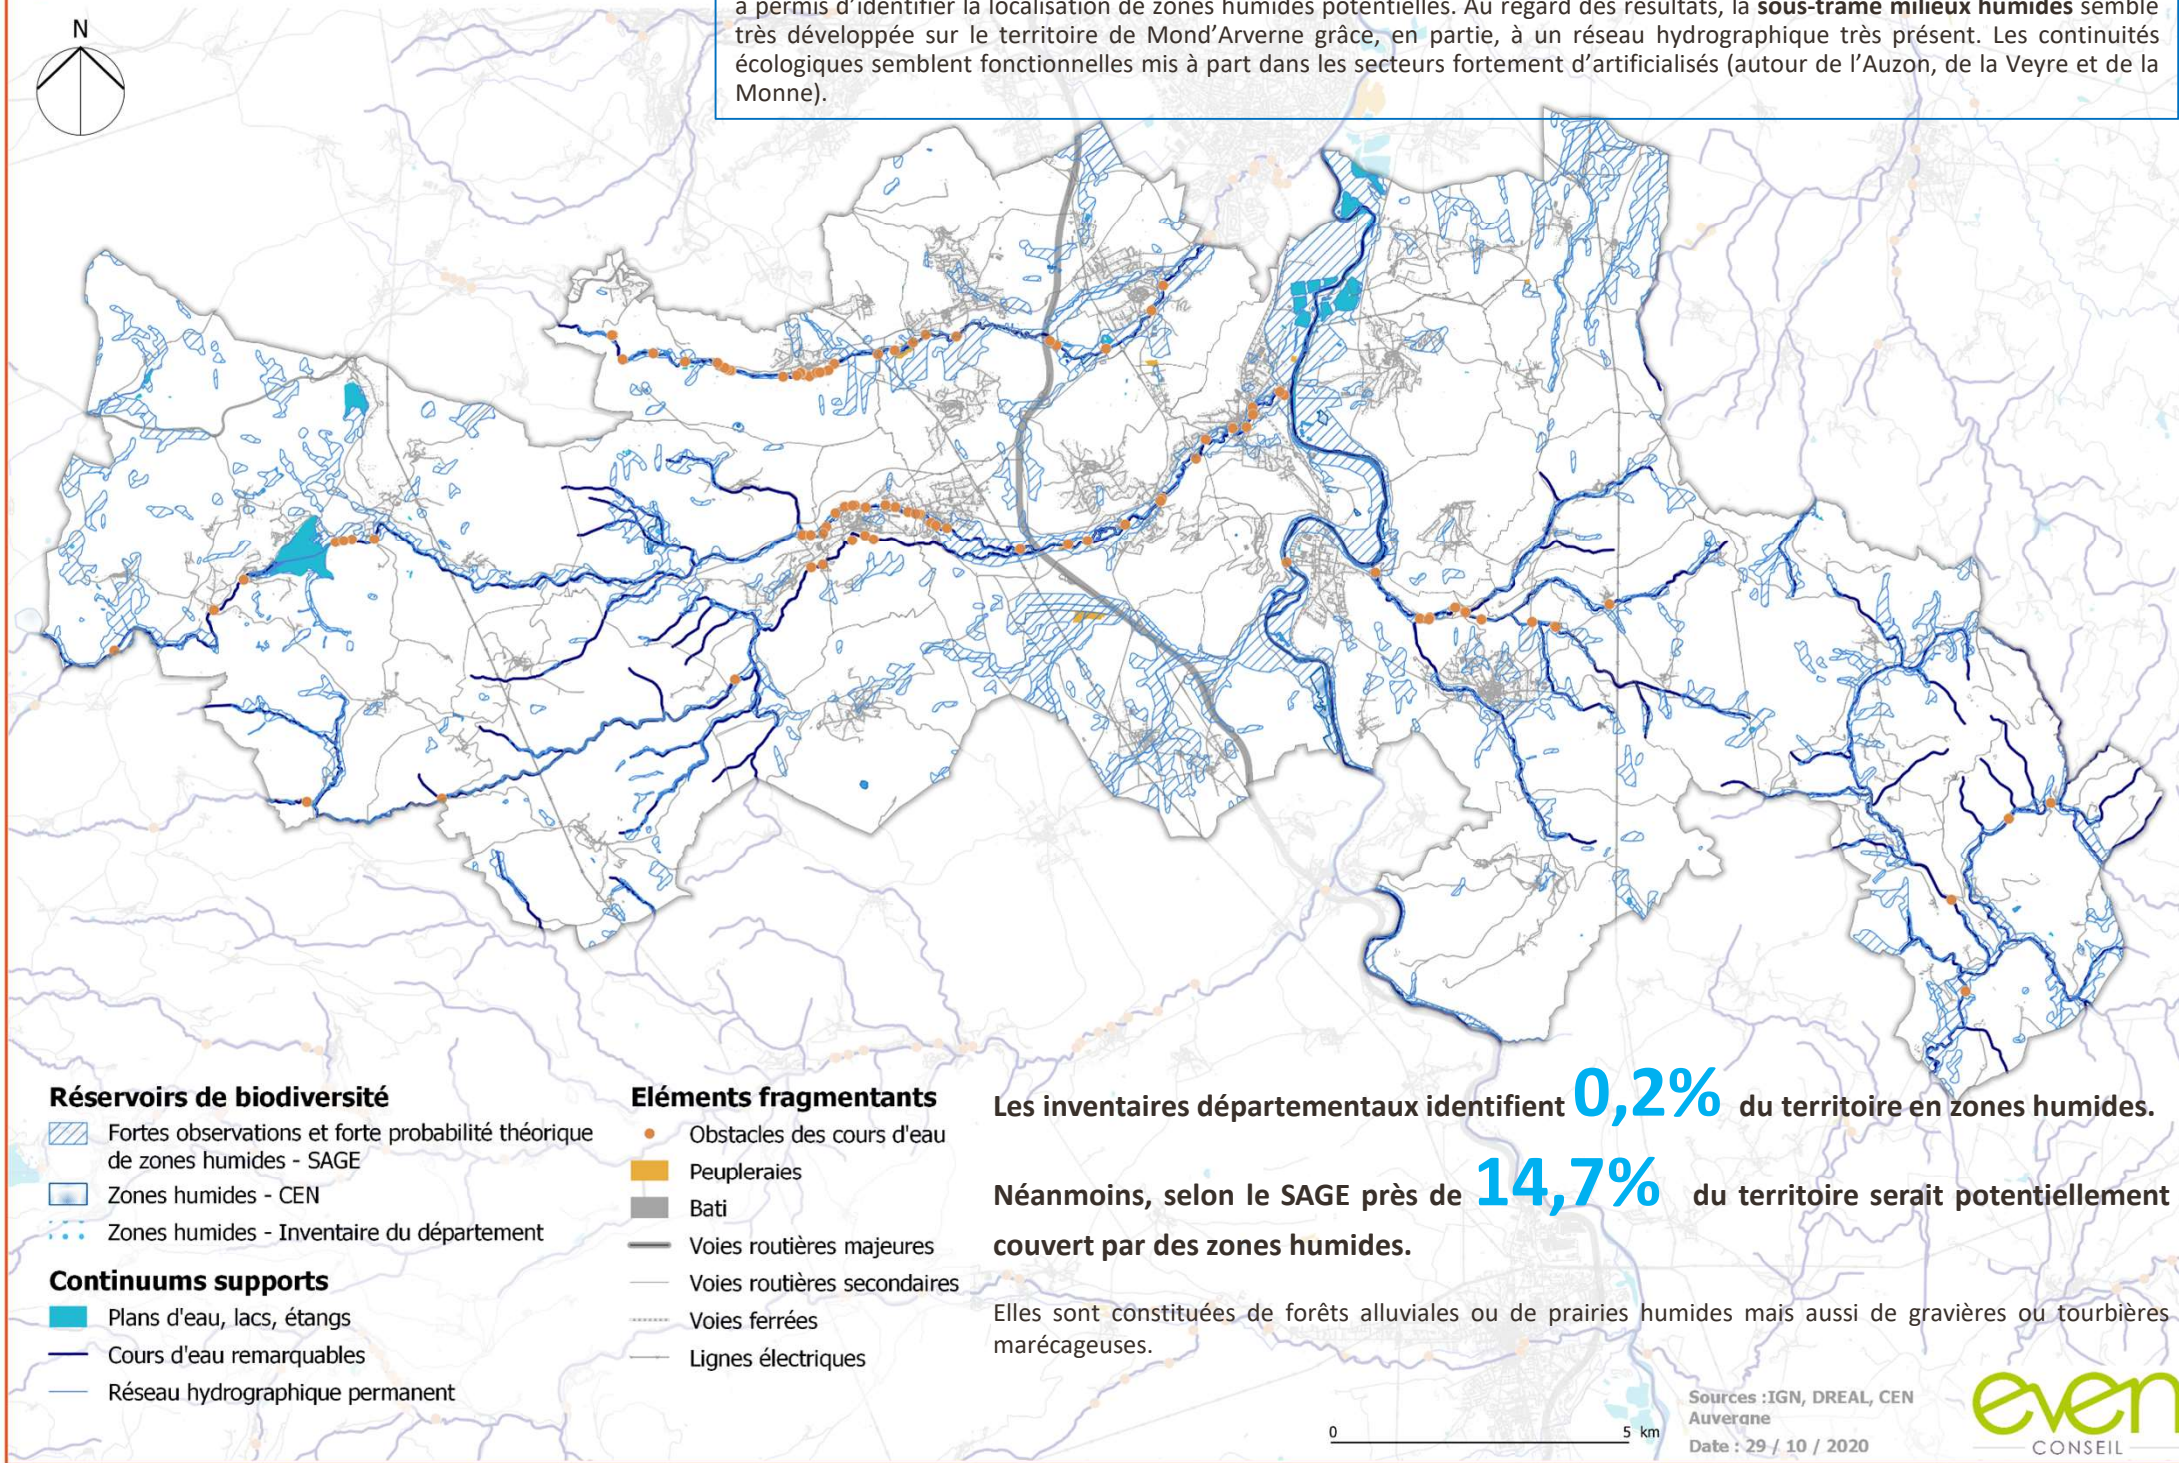 N
a permis d'identifier la localisation de zones humides potentielles. Au regard des résultats, la sous-trame milieux humides semble
très développée sur le territoire de Mond'Arverne grâce, en partie, à un réseau hydrographique très présent. Les continuités
écologiques semblent fonctionnelles mis à part dans les secteurs fortement d'artificialisés (autour de l'Auzon, de la Veyre et de la
Monne).
Réservoirs de biodiversité
Fortes observations et forte probabilité théorique
de zones humides - SAGE
Zones humides - CEN
Zones humides - Inventaire du département
Continuums supports
Plans d'eau, lacs, étangs
Cours d'eau remarquables
Réseau hydrographique permanent
Eléments fragmentants
Obstacles des cours d'eau
Peupleraies
Bati
Voies routières majeures
Voies routières secondaires
Voies ferrées
Lignes électriques
Les inventaires départementaux identifient 0,2% du territoire en zones humides.
Néanmoins, selon le SAGE près de 14,7% du territoire serait potentiellement
couvert par des zones humides.
Elles sont constituées de forêts alluviales ou de prairies humides mais aussi de gravières ou tourbières
marécageuses.
0 5 km
Sources :IGN, DREAL, CEN
Auvergne
Date : 29 / 10 / 2020
even
CONSEIL